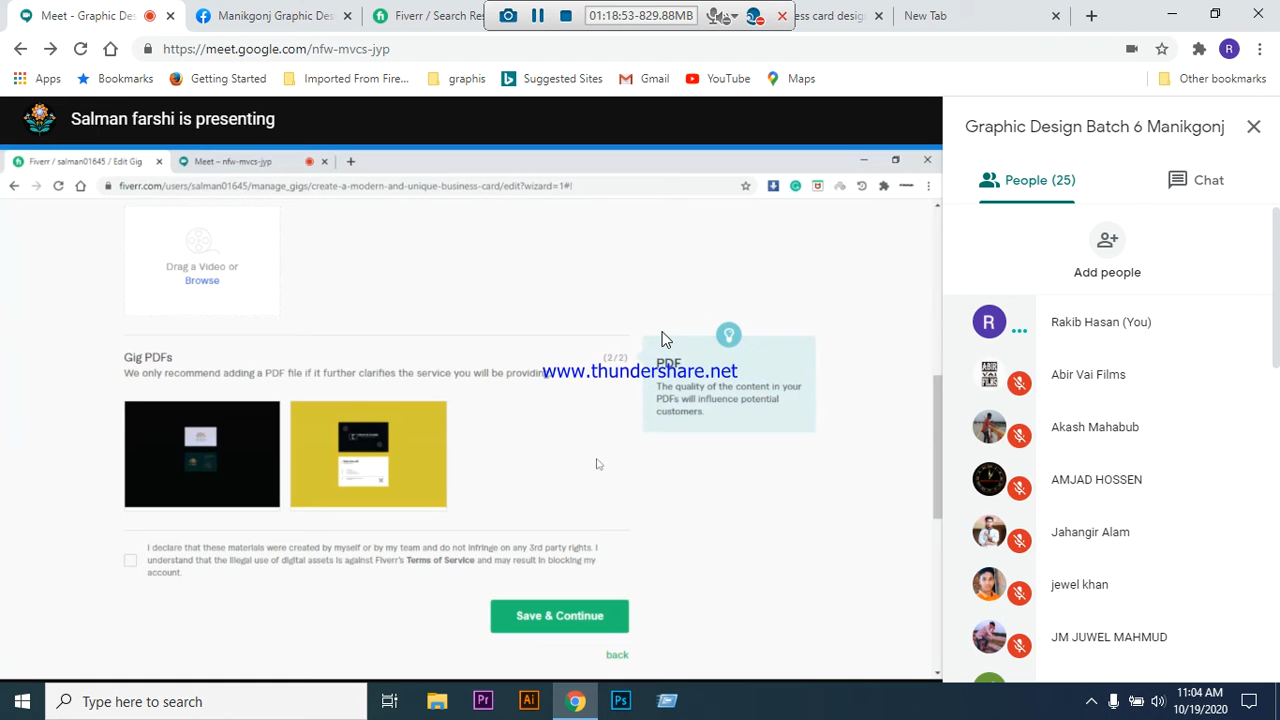 Meet - Graphic De
Manikgonj Graphic Des
Fiverr / Search Res
01:18:53-829.88MB
ess card desig
New Tab
https://meet.google.com/nfw-mvcs-jyp
R
Apps
Bookmarks
Getting Started
Imported From Fire...
graphis
Suggested Sites
Gmail
YouTube
Maps
Other bookmarks
Salman farshi is presenting
Fiverr / salman01645 / Edit Gig
Meet – nfw-mvcs-jyp
fiverr.com/users/salman01645/manage_gigs/create-a-modern-and-unique-business-card/edit?wizard=1#!
Drag a Video or
Browse
Gig PDFs
(2/2)
We only recommend adding a PDF file if it further clarifies the service you will be providing.
www.thundershare.net
PDF
The quality of the content in your
PDFs will influence potential
customers.
I declare that these materials were created by myself or by my team and do not infringe on any 3rd party rights. I
understand that the illegal use of digital assets is against Fiverr's Terms of Service and may result in blocking my
account.
Save & Continue
back
Graphic Design Batch 6 Manikgonj
People (25)
Chat
Add people
R
Rakib Hasan (You)
Abir Vai Films
Akash Mahabub
AMJAD HOSSEN
Jahangir Alam
jewel khan
JM JUWEL MAHMUD
Type here to search
Pr
Ai
Ps
11:04 AM
10/19/2020